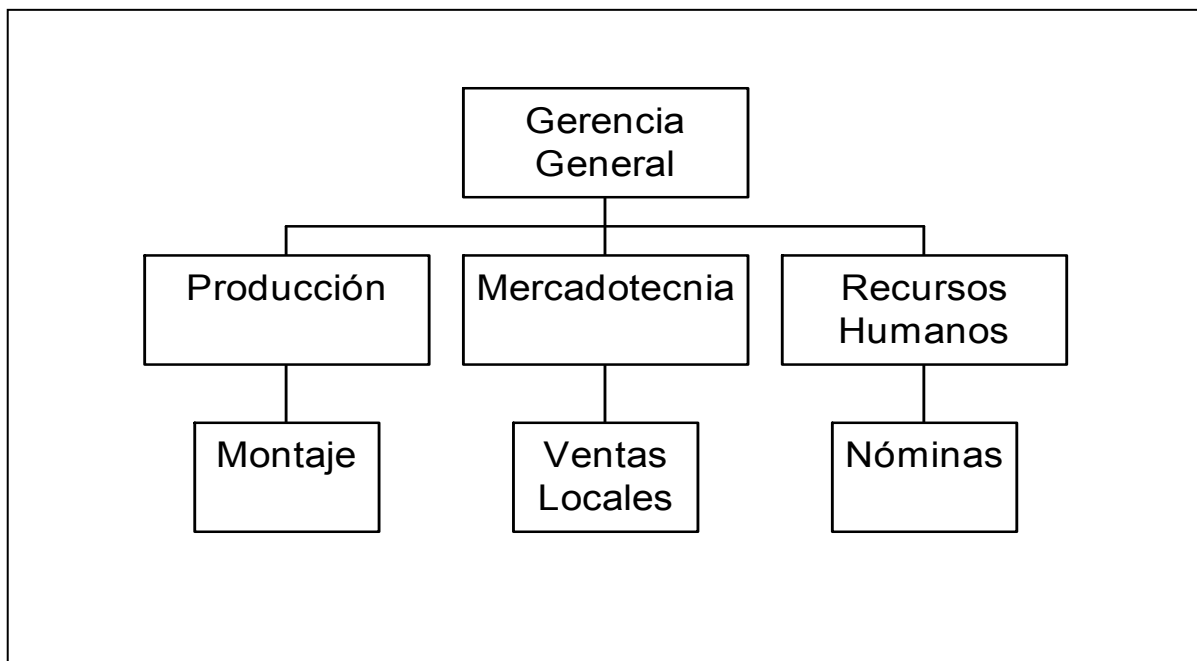 Gerencia
General
Producción
Mercadotecnia
Recursos
Humanos
Montaje
Ventas
Locales
Nóminas